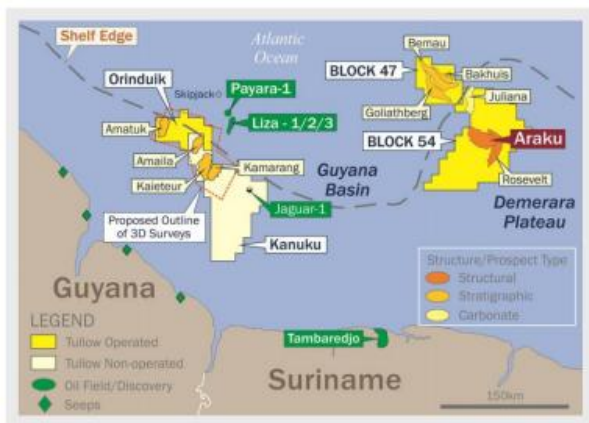 Shelf Edge
Atlantic
Ocean
Bemau
BLOCK 47
Bakhuis
Orinduik
Skipjack
Payara-1
Juliana
Goliathberg
Liza - 1/2/3
Amatuk
BLOCK 54
Araku
Amaila
Kamarang
Guyana
Basin
Kaieteur
Rosevelt
Demerara
Plateau
Jaguar-1
Proposed Outline
of 3D Surveys
Kanuku
Structure/Prospect Type
Structural
Stratigraphic
Carbonate
Guyana
LEGEND
Tullow Operated
Tullow Non-operated
Oil Field/Discovery
Seeps
Tambaredjo
Suriname
150km